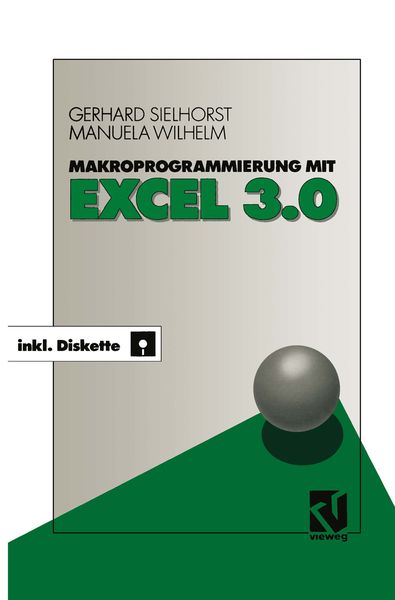 GERHARD SIELHORST
MANUELA WILHELM
MAKROPROGRAMMIERUNG MIT
EXCEL 3.0
inkl. Diskette
vieweg